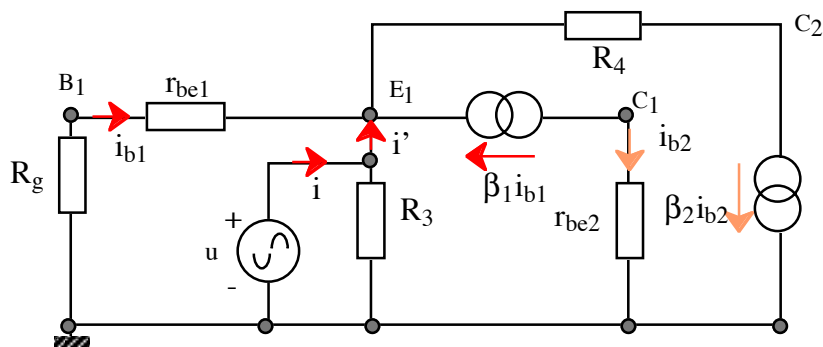 C2
R4
B1
rbe1
E1
C1
ib1
i'
ib2
Rg
i
β1ib1
R3
β2ib2
+
u
rbe2
-